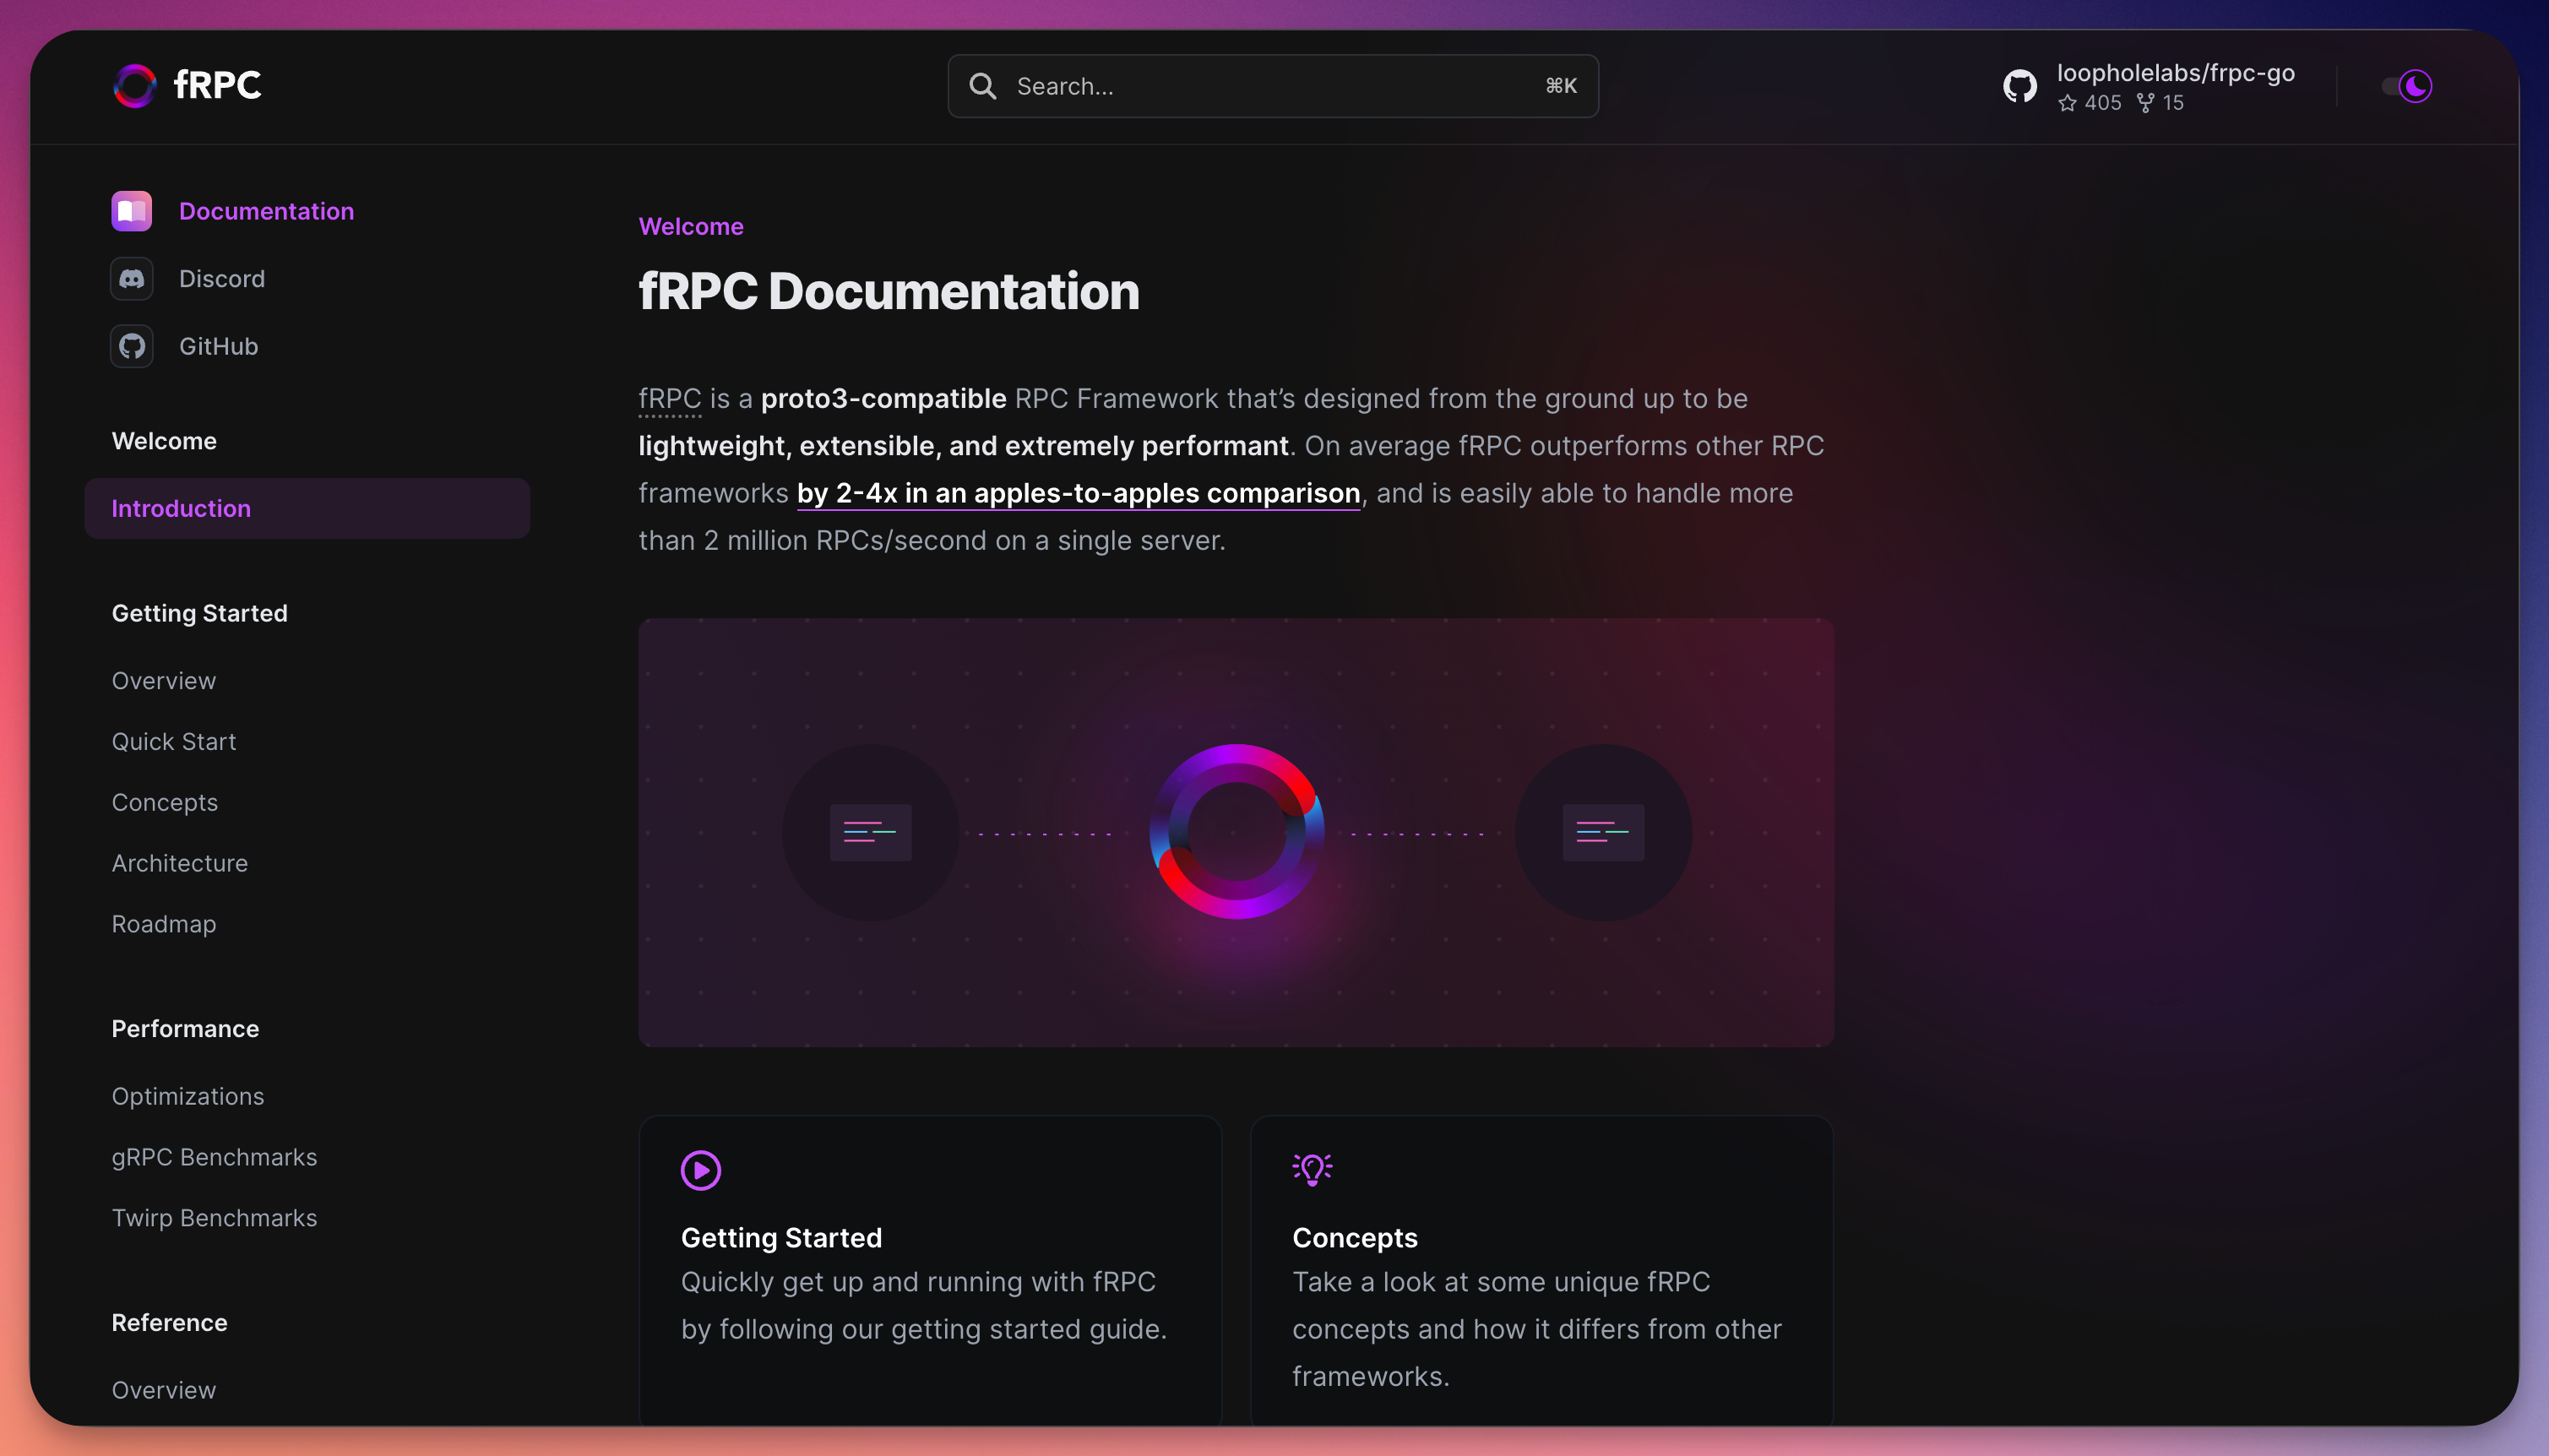 fRPC
Search...
⌘K
loopholelabs/frpc-go
405 15
Documentation
Discord
GitHub
Welcome
Introduction
Getting Started
Overview
Quick Start
Concepts
Architecture
Roadmap
Performance
Optimizations
gRPC Benchmarks
Twirp Benchmarks
Reference
Overview
Welcome
fRPC Documentation
fRPC is a proto3-compatible RPC Framework that’s designed from the ground up to be
lightweight, extensible, and extremely performant. On average fRPC outperforms other RPC
frameworks by 2-4x in an apples-to-apples comparison, and is easily able to handle more
than 2 million RPCs/second on a single server.
Getting Started
Quickly get up and running with fRPC
by following our getting started guide.
Concepts
Take a look at some unique fRPC
concepts and how it differs from other
frameworks.